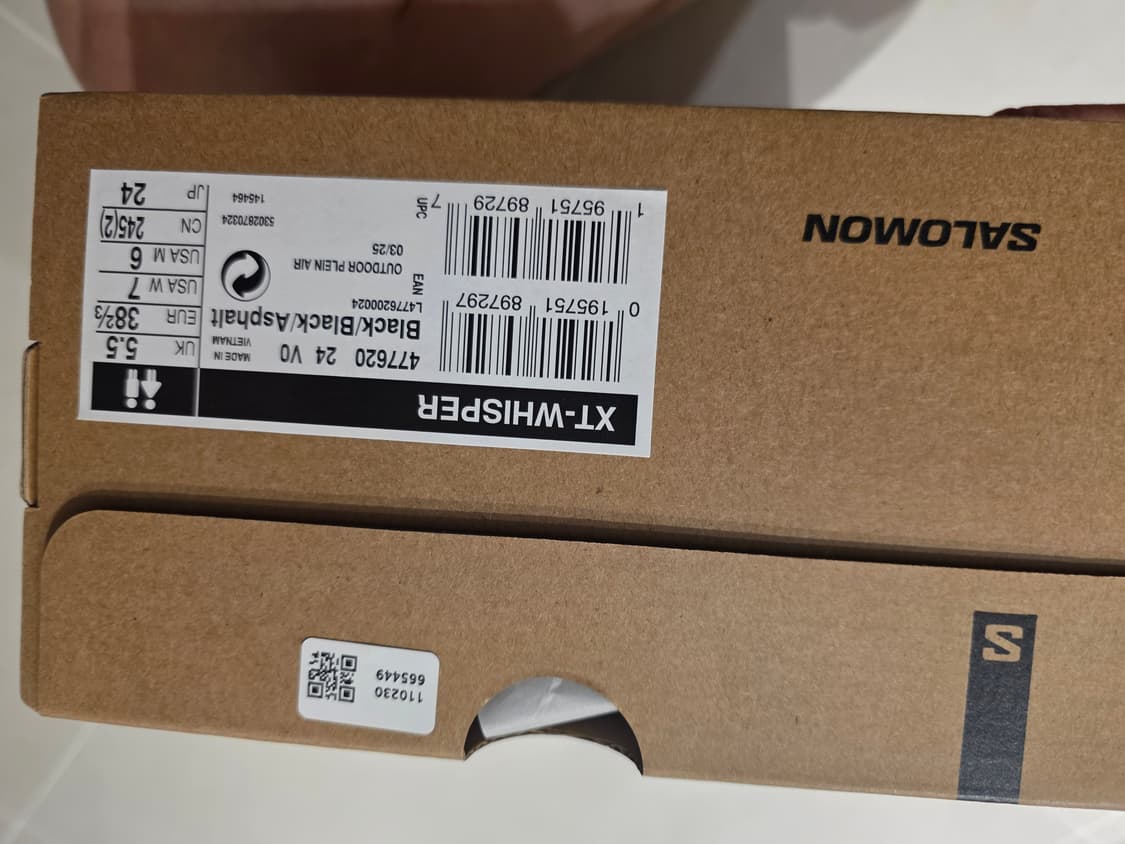 XT-WHISPER
477620 24 V0
MADE IN
VIETNAM
Black/Black/Asphalt
L4776200024
OUTDOOR PLEIN AIR
03/25
5302870324
145464
UK 5.5
EUR 38⅔
USA W 7
USA M 6
CN 245(2)
JP 24
0 195751 897297
EAN
1 95751 89729 7
UPC
SALOMON
110230
665449
S